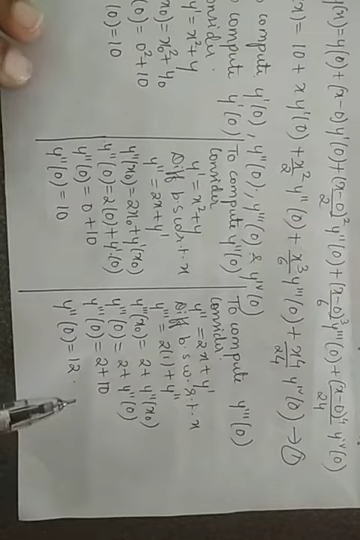 y(x) = y(0) + (x-0) y'(0) + (x-0)²/2 y''(0) + (x-0)³/6 y'''(0) + (x-0)⁴/24 y''''(0)
(x) = 10 + x y'(0) + x²/2 y''(0) + x³/6 y'''(0) + x⁴/24 y''''(0) → ①
compute y'(0), y''(0), y'''(0) & y''''(0)
compute y'(0)
consider.
y' = x² + y
x₀) = x₀² + y₀
(0) = 0² + 10
(0) = 10
To compute y''(0)
Consider
y' = x² + y
Diff b.s w.r.t. x
y'' = 2x + y'
y''(x₀) = 2x₀ + y'(x₀)
y''(0) = 2(0) + y'(0)
y''(0) = 0 + 10
y''(0) = 10
To compute y'''(0)
Consider.
y'' = 2x + y'
Diff b s w.r.t. x
y''' = 2(1) + y''
y'''(x₀) = 2 + y''(x₀)
y'''(0) = 2 + y''(0)
y'''(0) = 2 + 10
y'''(0) = 12.